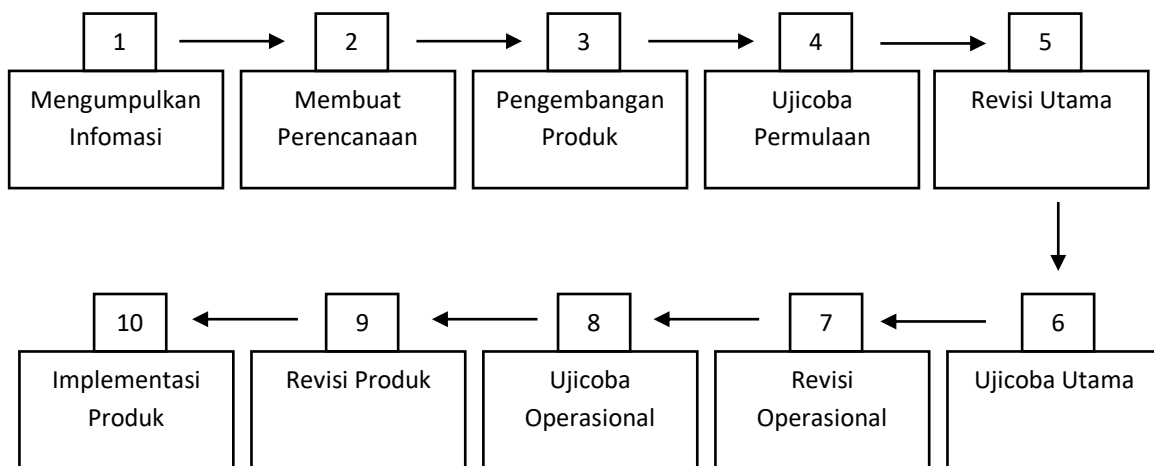 1
Mengumpulkan
Infomasi
2
Membuat
Perencanaan
3
Pengembangan
Produk
4
Ujicoba
Permulaan
5
Revisi Utama
6
Ujicoba Utama
7
Revisi
Operasional
8
Ujicoba
Operasional
9
Revisi Produk
10
Implementasi
Produk